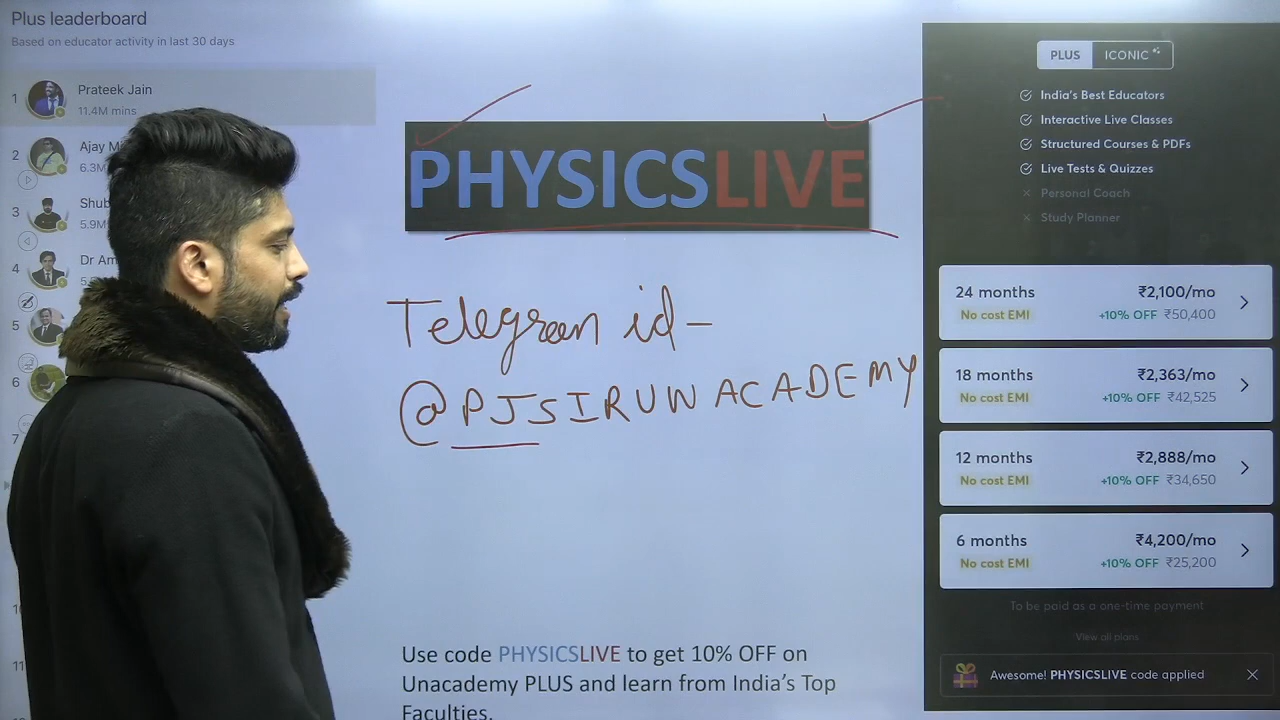 Plus leaderboard
Based on educator activity in last 30 days
1 Prateek Jain
11.4M mins
2 Ajay M
6.3M
3 Shub
5.9M
4 Dr Am
5
6
7
11
PHYSICSLIVE
Telegram id-
@PJSIRUNACADEMY
Use code PHYSICSLIVE to get 10% OFF on
Unacademy PLUS and learn from India's Top
Faculties.
PLUS ICONIC
India's Best Educators
Interactive Live Classes
Structured Courses & PDFs
Live Tests & Quizzes
Personal Coach
Study Planner
24 months ₹2,100/mo
No cost EMI +10% OFF ₹50,400
18 months ₹2,363/mo
No cost EMI +10% OFF ₹42,525
12 months ₹2,888/mo
No cost EMI +10% OFF ₹34,650
6 months ₹4,200/mo
No cost EMI +10% OFF ₹25,200
To be paid as a one-time payment
View all plans
Awesome! PHYSICSLIVE code applied